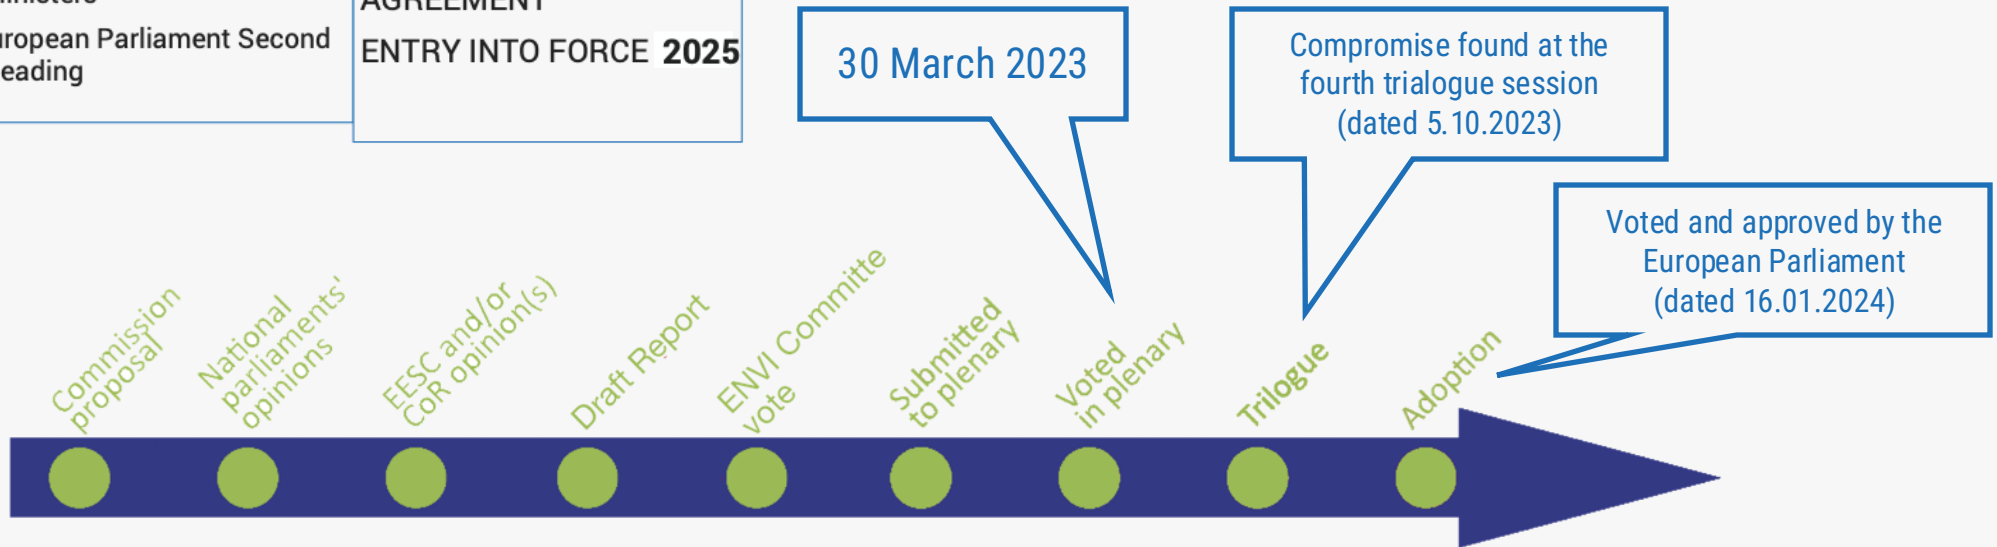 European Parliament Second
AGREEMENT
ENTRY INTO FORCE 2025
30 March 2023
Compromise found at the
fourth trialogue session
(dated 5.10.2023)
Voted and approved by the
European Parliament
(dated 16.01.2024)
Commission
proposal
National
parliaments'
opinions
EESC and/or
CoR opinion(s)
Draft Report
ENVI Committe
vote
Submitted
to plenary
Voted
in plenary
Trilogue
Adoption